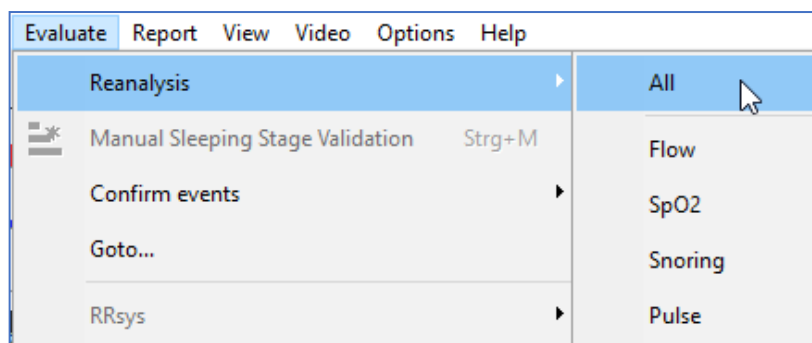 Evaluate Report View Video Options Help
Reanalysis
All
Manual Sleeping Stage Validation Strg+M
Flow
Confirm events
SpO2
Goto...
Snoring
RRsys
Pulse